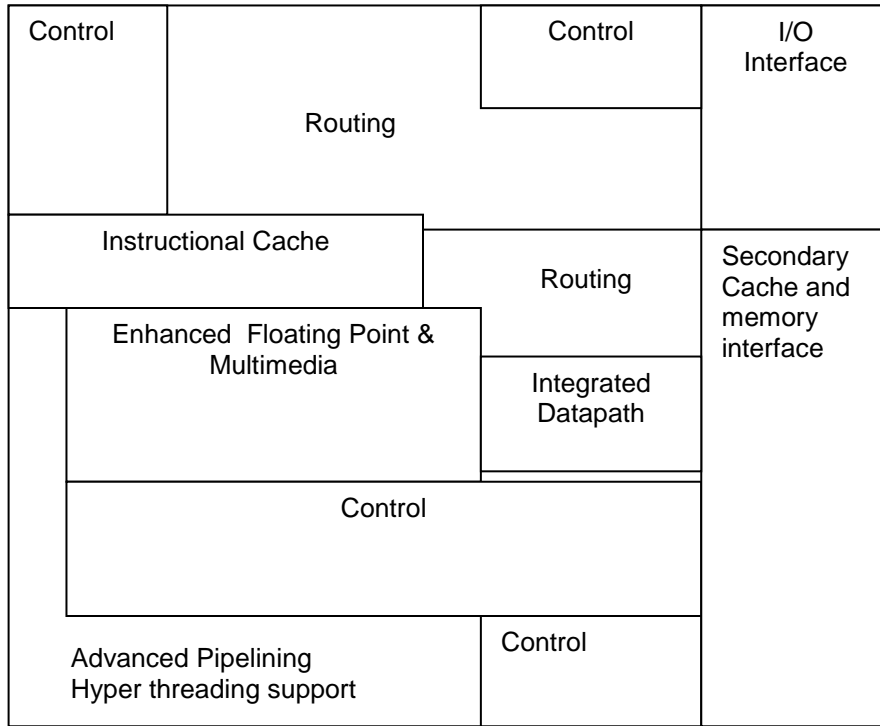 Control
Control
I/O
Interface
Routing
Instructional Cache
Routing
Secondary
Cache and
memory
interface
Enhanced  Floating Point &
Multimedia
Integrated
Datapath
Control
Control
Advanced Pipelining
Hyper threading support